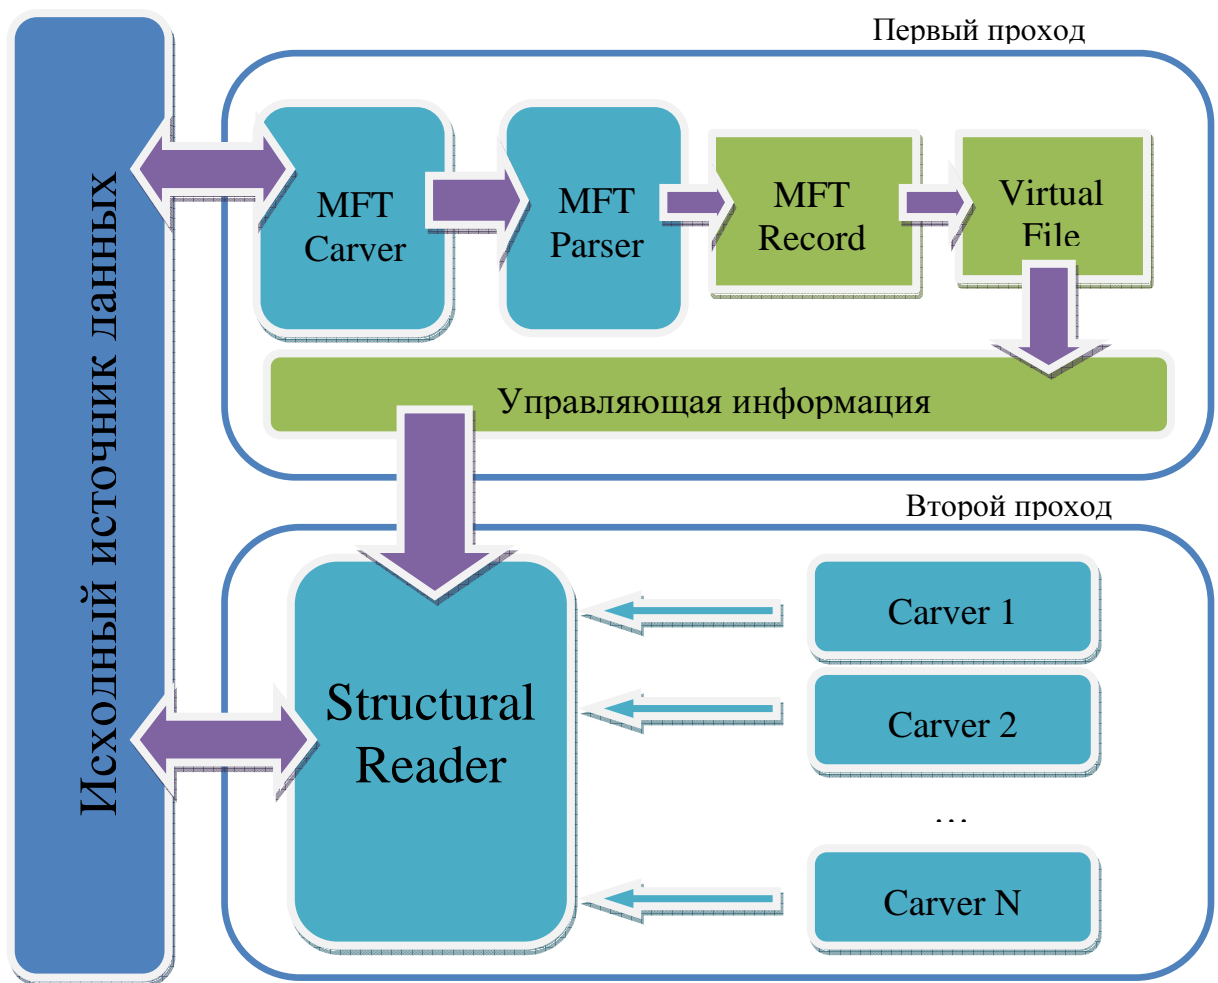 Первый проход
Исходный источник данных
MFT
Carver
MFT
Parser
MFT
Record
Virtual
File
Управляющая информация
Второй проход
Structural
Reader
Carver 1
Carver 2
…
Carver N